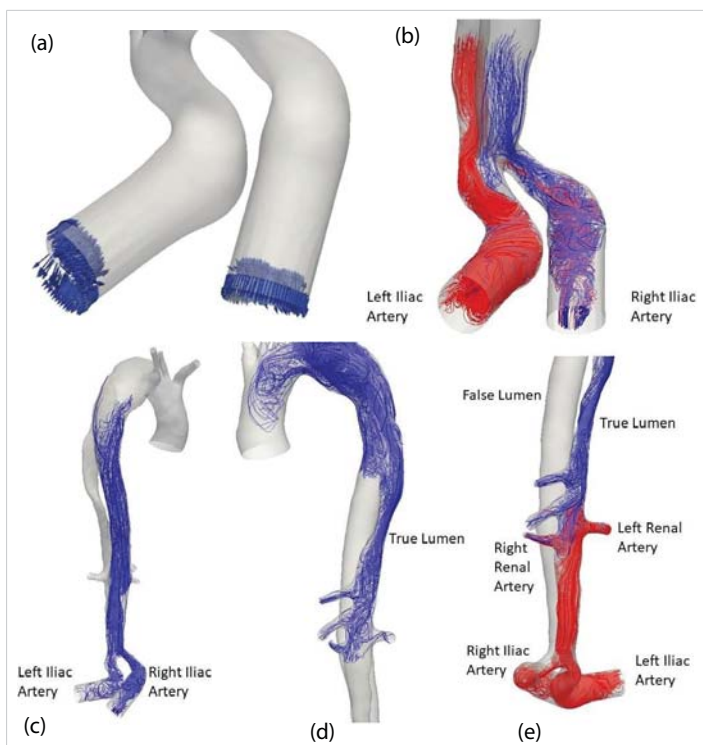 (a)
(b)
Left Iliac
Artery
Right Iliac
Artery
False Lumen
True Lumen
True Lumen
Left Renal
Artery
Right
Renal
Artery
Left Iliac
Artery
Right Iliac
Artery
Right Iliac
Artery
Left Iliac
Artery
(c)
(d)
(e)